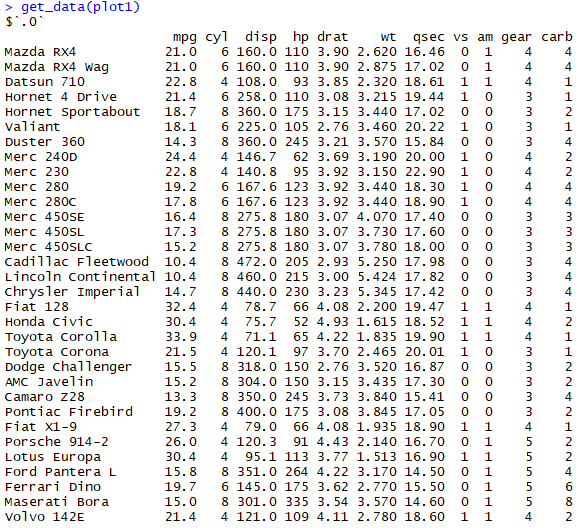 > get_data(plot1)
$`.0`
mpg cyl disp hp drat wt qsec vs am gear carb
Mazda RX4 21.0 6 160.0 110 3.90 2.620 16.46 0 1 4 4
Mazda RX4 Wag 21.0 6 160.0 110 3.90 2.875 17.02 0 1 4 4
Datsun 710 22.8 4 108.0 93 3.85 2.320 18.61 1 1 4 1
Hornet 4 Drive 21.4 6 258.0 110 3.08 3.215 19.44 1 0 3 1
Hornet Sportabout 18.7 8 360.0 175 3.15 3.440 17.02 0 0 3 2
Valiant 18.1 6 225.0 105 2.76 3.460 20.22 1 0 3 1
Duster 360 14.3 8 360.0 245 3.21 3.570 15.84 0 0 3 4
Merc 240D 24.4 4 146.7 62 3.69 3.190 20.00 1 0 4 2
Merc 230 22.8 4 140.8 95 3.92 3.150 22.90 1 0 4 2
Merc 280 19.2 6 167.6 123 3.92 3.440 18.30 1 0 4 4
Merc 280C 17.8 6 167.6 123 3.92 3.440 18.90 1 0 4 4
Merc 450SE 16.4 8 275.8 180 3.07 4.070 17.40 0 0 3 3
Merc 450SL 17.3 8 275.8 180 3.07 3.730 17.60 0 0 3 3
Merc 450SLC 15.2 8 275.8 180 3.07 3.780 18.00 0 0 3 3
Cadillac Fleetwood 10.4 8 472.0 205 2.93 5.250 17.98 0 0 3 4
Lincoln Continental 10.4 8 460.0 215 3.00 5.424 17.82 0 0 3 4
Chrysler Imperial 14.7 8 440.0 230 3.23 5.345 17.42 0 0 3 4
Fiat 128 32.4 4 78.7 66 4.08 2.200 19.47 1 1 4 1
Honda Civic 30.4 4 75.7 52 4.93 1.615 18.52 1 1 4 2
Toyota Corolla 33.9 4 71.1 65 4.22 1.835 19.90 1 1 4 1
Toyota Corona 21.5 4 120.1 97 3.70 2.465 20.01 1 0 3 1
Dodge Challenger 15.5 8 318.0 150 2.76 3.520 16.87 0 0 3 2
AMC Javelin 15.2 8 304.0 150 3.15 3.435 17.30 0 0 3 2
Camaro Z28 13.3 8 350.0 245 3.73 3.840 15.41 0 0 3 4
Pontiac Firebird 19.2 8 400.0 175 3.08 3.845 17.05 0 0 3 2
Fiat X1-9 27.3 4 79.0 66 4.08 1.935 18.90 1 1 4 1
Porsche 914-2 26.0 4 120.3 91 4.43 2.140 16.70 0 1 5 2
Lotus Europa 30.4 4 95.1 113 3.77 1.513 16.90 1 1 5 2
Ford Pantera L 15.8 8 351.0 264 4.22 3.170 14.50 0 1 5 4
Ferrari Dino 19.7 6 145.0 175 3.62 2.770 15.50 0 1 5 6
Maserati Bora 15.0 8 301.0 335 3.54 3.570 14.60 0 1 5 8
Volvo 142E 21.4 4 121.0 109 4.11 2.780 18.60 1 1 4 2